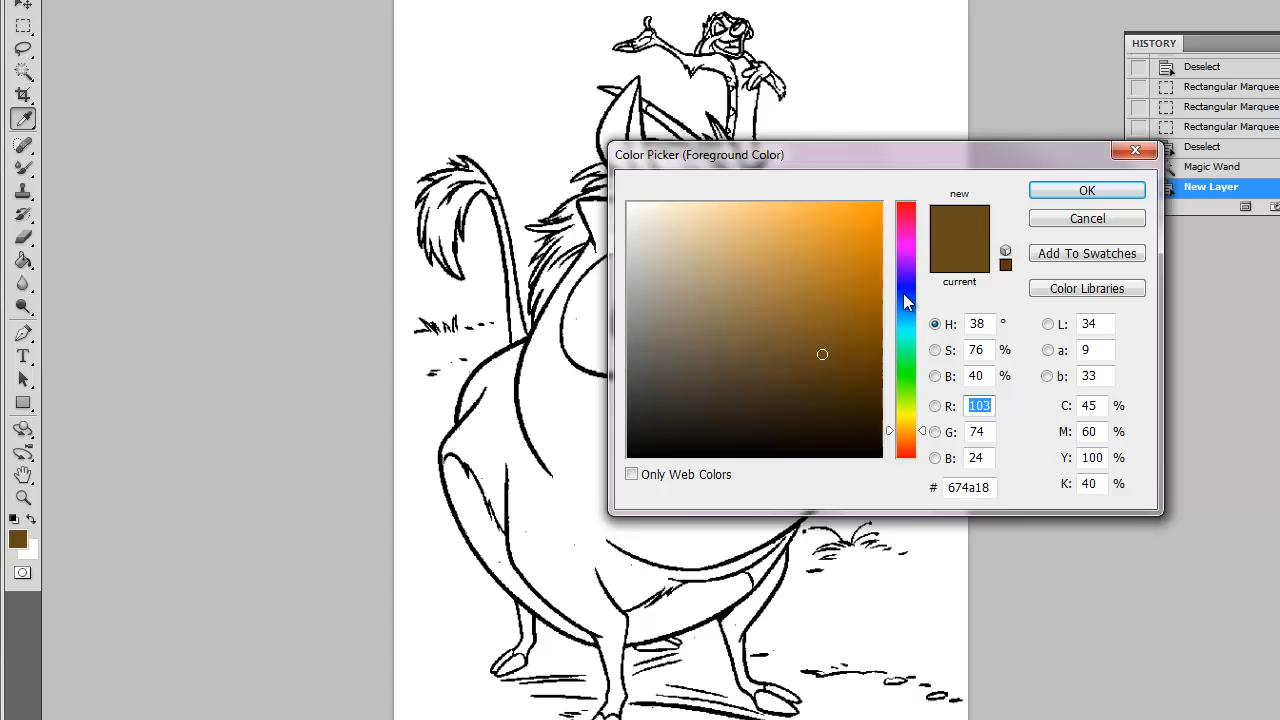 HISTORY
Deselect
Rectangular Marquee
Rectangular Marquee
Rectangular Marquee
Deselect
Magic Wand
New Layer
Color Picker (Foreground Color)
new
current
OK
Cancel
Add To Swatches
Color Libraries
H: 38 °
S: 76 %
B: 40 %
R: 103
G: 74
B: 24
# 674a18
L: 34
a: 9
b: 33
C: 45 %
M: 60 %
Y: 100 %
K: 40 %
Only Web Colors
T